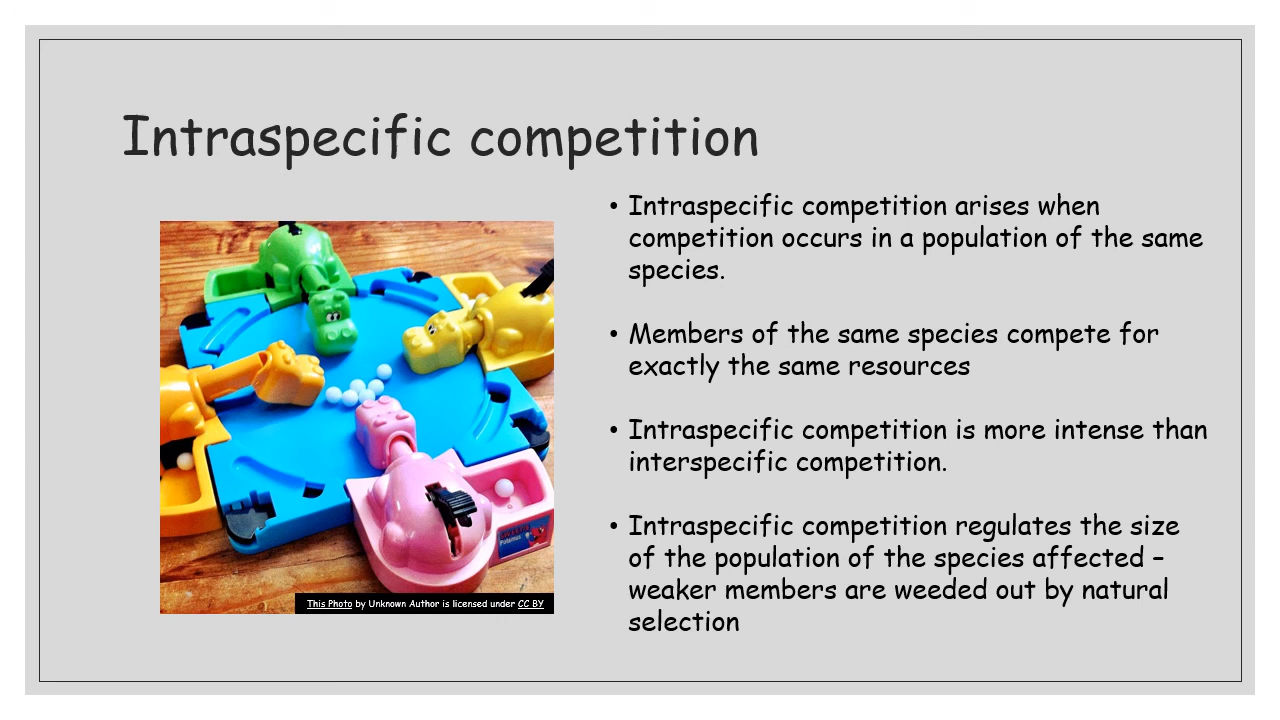 Intraspecific competition
• Intraspecific competition arises when
competition occurs in a population of the same
species.
• Members of the same species compete for
exactly the same resources
• Intraspecific competition is more intense than
interspecific competition.
• Intraspecific competition regulates the size
of the population of the species affected –
weaker members are weeded out by natural
selection
This Photo by Unknown Author is licensed under CC BY